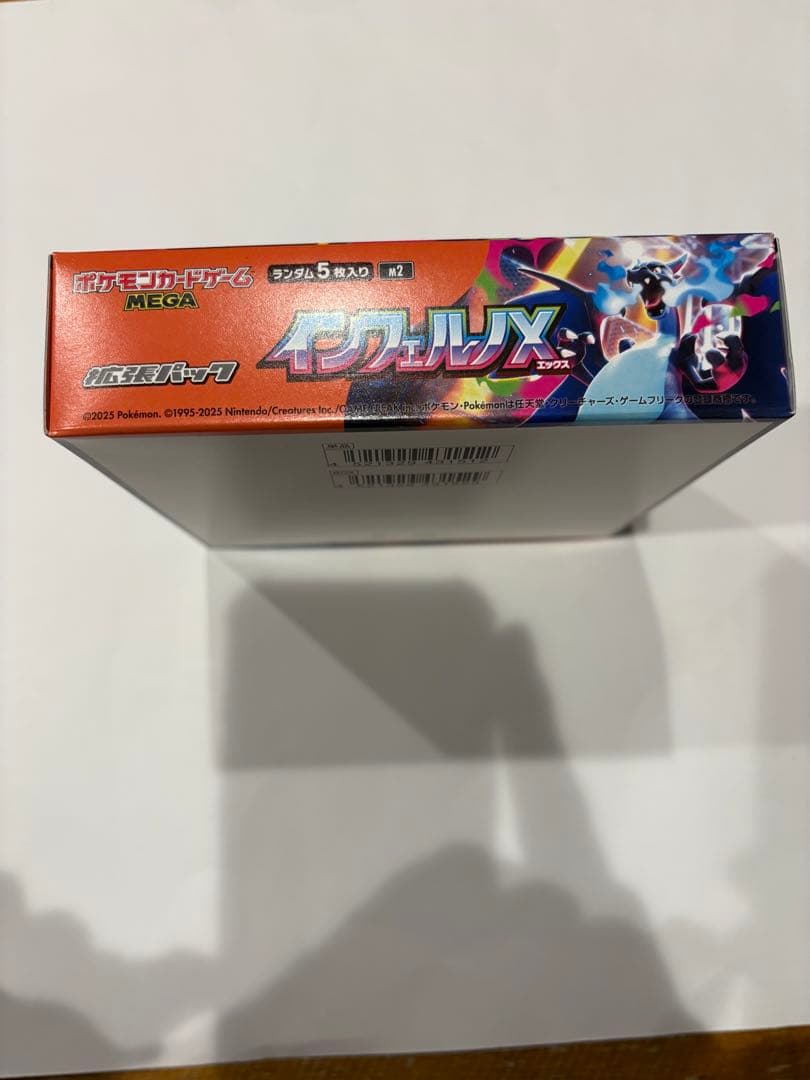 ポケモンカードゲーム
MEGA
ランダム5枚入り
M2
インフェルノX
エックス
拡張パック
©2025 Pokémon. ©1995-2025 Nintendo/Creatures Inc./GAME FREAK inc. ポケモン・Pokémonは任天堂・クリーチャーズ・ゲームフリークの登録商標です。